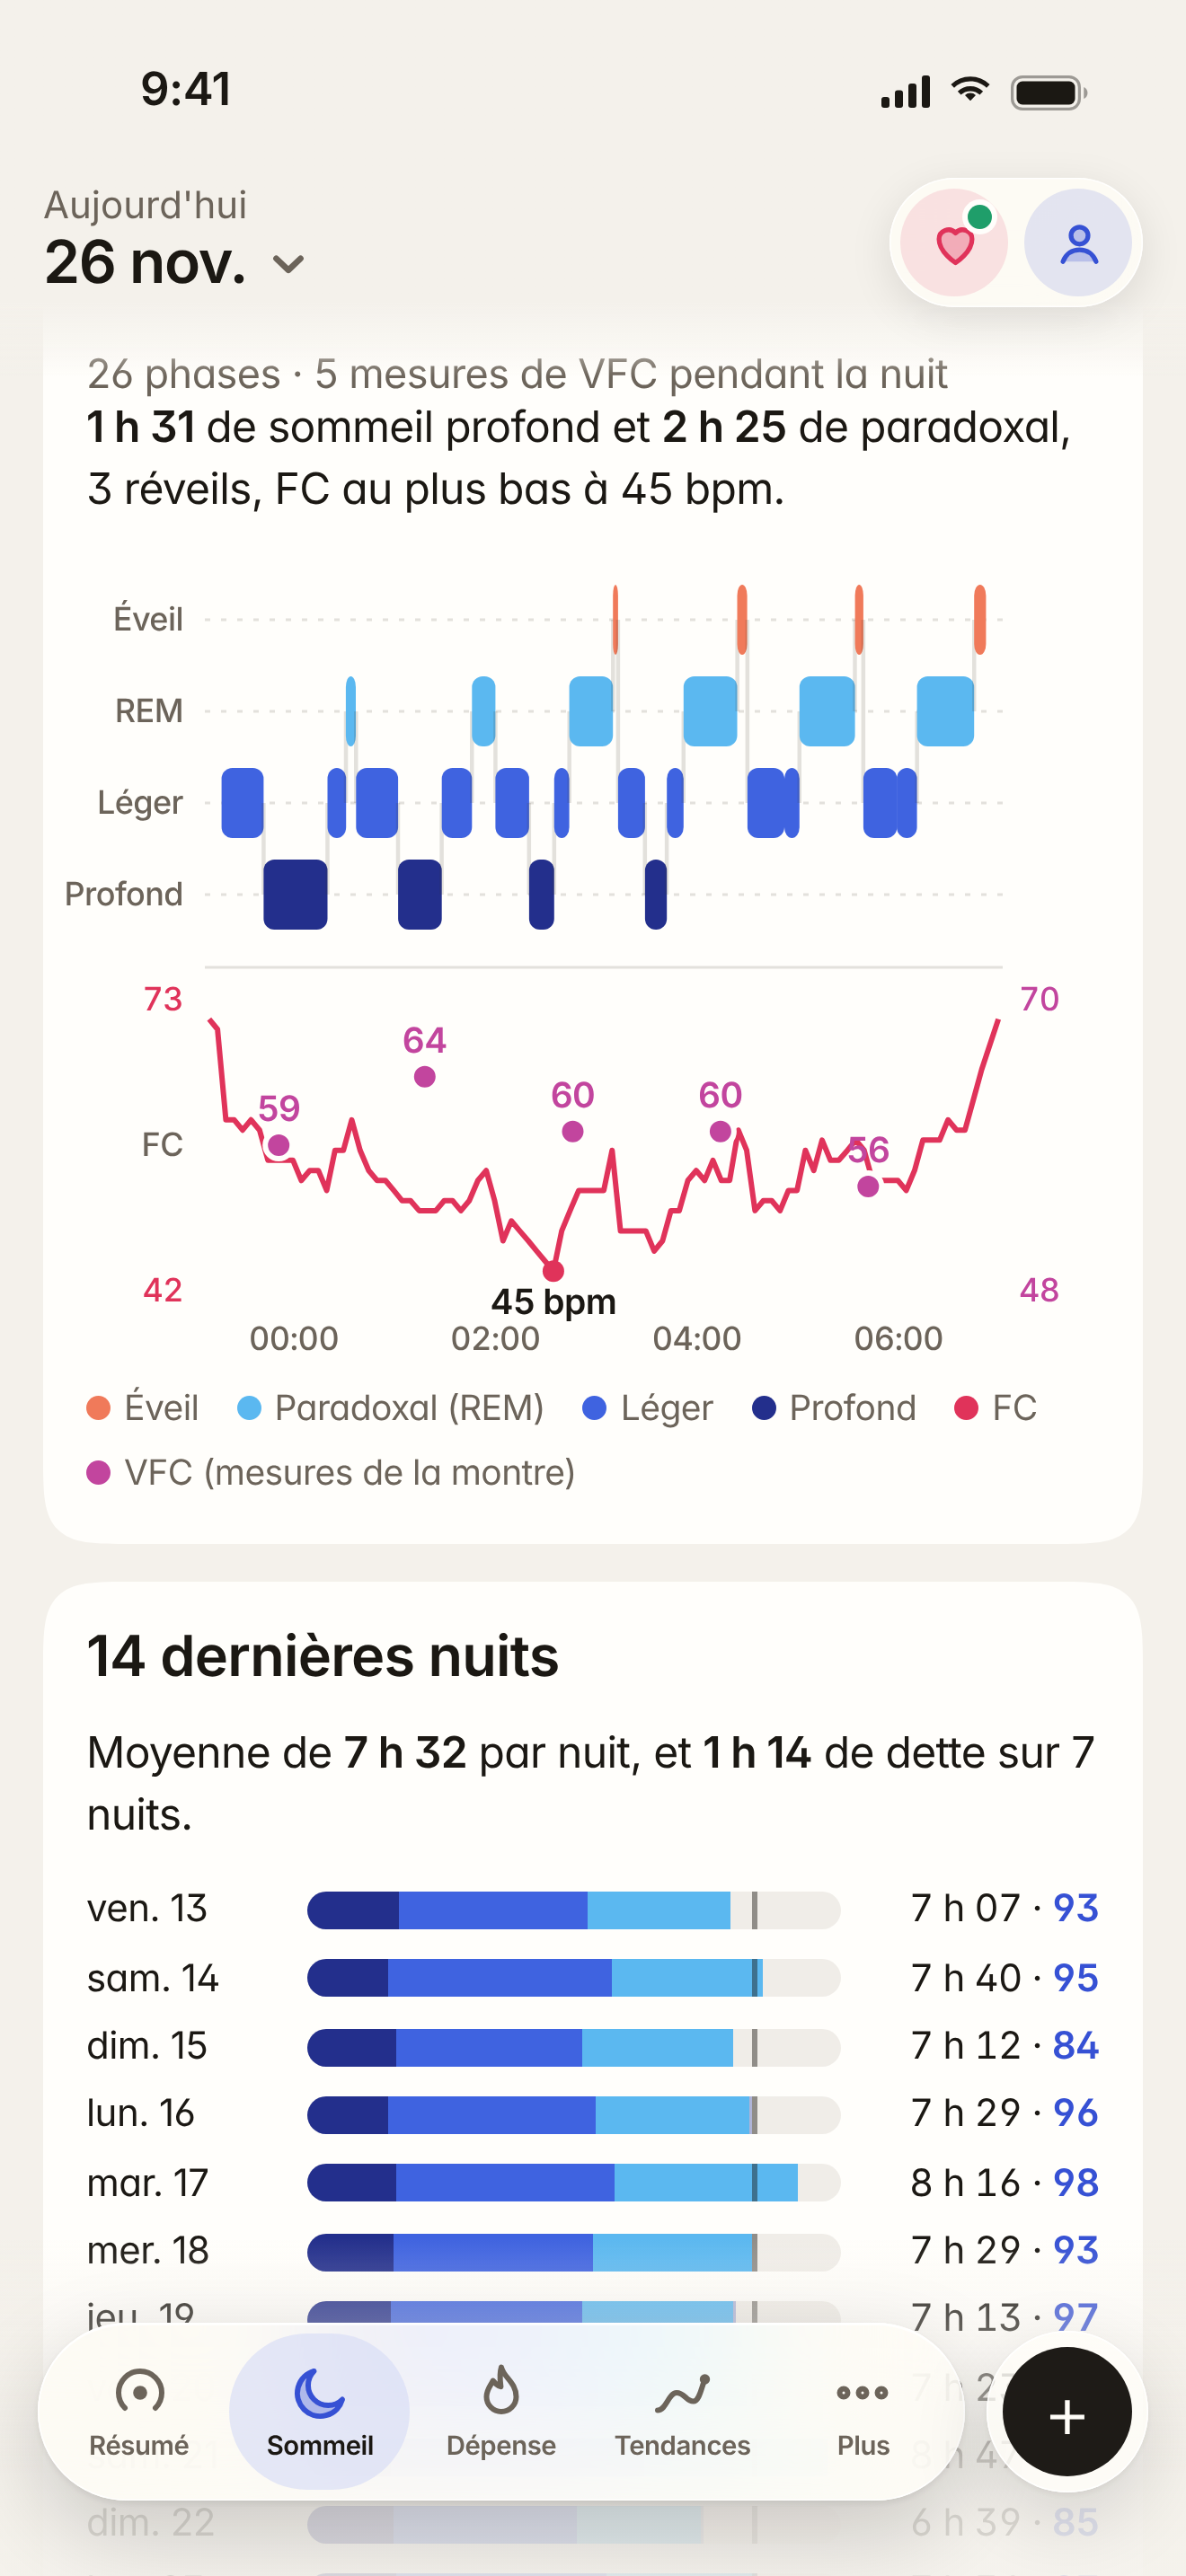 9:41
Aujourd'hui
26 nov.
26 phases · 5 mesures de VFC pendant la nuit
1 h 31 de sommeil profond et 2 h 25 de paradoxal,
3 réveils, FC au plus bas à 45 bpm.
Éveil
REM
Léger
Profond
73
70
64
59
60
60
FC
56
42
48
45 bpm
00:00 02:00 04:00 06:00
Éveil Paradoxal (REM) Léger Profond FC
VFC (mesures de la montre)
14 dernières nuits
Moyenne de 7 h 32 par nuit, et 1 h 14 de dette sur 7
nuits.
ven. 13 7 h 07 · 93
sam. 14 7 h 40 · 95
dim. 15 7 h 12 · 84
lun. 16 7 h 29 · 96
mar. 17 8 h 16 · 98
mer. 18 7 h 29 · 93
jeu. 19 7 h 13 · 97
Résumé Sommeil Dépense Tendances Plus
dim. 22 6 h 39 · 85